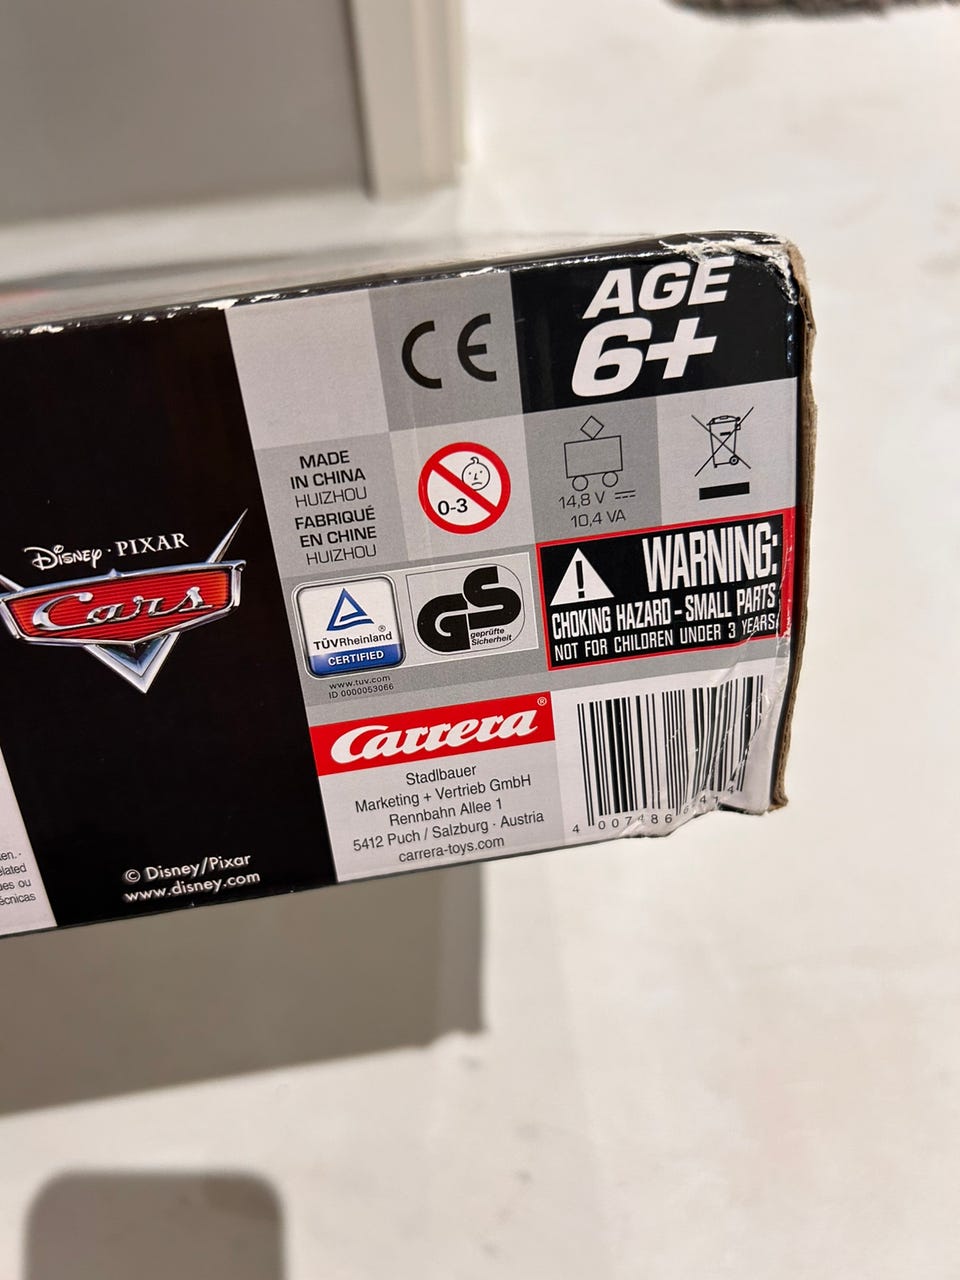 AGE
6+
CE
MADE
IN CHINA
HUIZHOU
FABRIQUÉ
EN CHINE
HUIZHOU
0-3
14,8 V
10,4 VA
Disney · PIXAR
Cars
TÜVRheinland®
CERTIFIED
www.tuv.com
ID 0000053066
GS
geprüfte
Sicherheit
WARNING:
CHOKING HAZARD – SMALL PARTS
NOT FOR CHILDREN UNDER 3 YEARS
Carrera®
Stadlbauer
Marketing + Vertrieb GmbH
Rennbahn Allee 1
5412 Puch / Salzburg · Austria
carrera-toys.com
© Disney/Pixar
www.disney.com